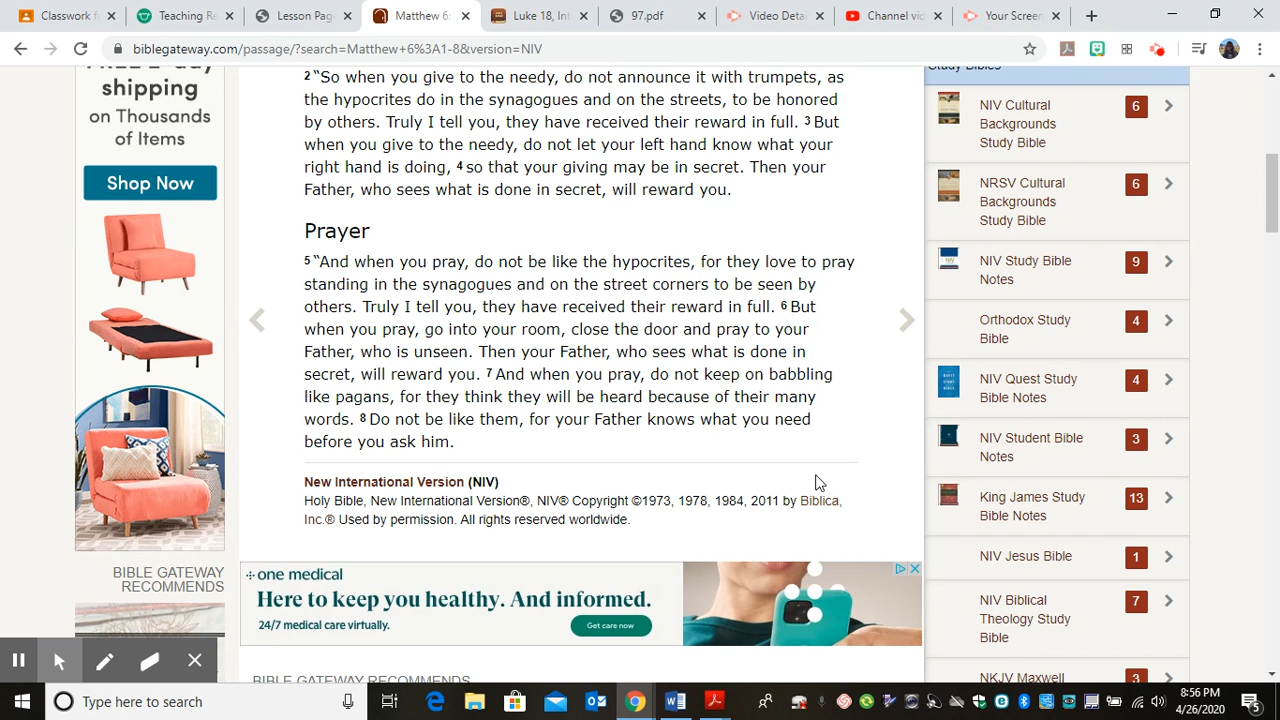 Classwork f
Teaching Re
Lesson Pag
Matthew 6:
Luke 18, Int
97.pdf
Video Deta
Channel vid
Your Screen
biblegateway.com/passage/?search=Matthew+6%3A1-8&version=NIV
FREE 2-day
shipping
on Thousands
of Items
Shop Now
BIBLE GATEWAY
RECOMMENDS
2 “So when you give to the needy, do not announce it with trumpets, as
the hypocrites do in the synagogues and on the streets, to be honored
by others. Truly I tell you, they have received their reward in full. 3 But
when you give to the needy, do not let your left hand know what your
right hand is doing, 4 so that your giving may be in secret. Then your
Father, who sees what is done in secret, will reward you.
Prayer
5 “And when you pray, do not be like the hypocrites, for they love to pray
standing in the synagogues and on the street corners to be seen by
others. Truly I tell you, they have received their reward in full. 6 But
when you pray, go into your room, close the door and pray to your
Father, who is unseen. Then your Father, who sees what is done in
secret, will reward you. 7 And when you pray, do not keep on babbling
like pagans, for they think they will be heard because of their many
words. 8 Do not be like them, for your Father knows what you need
before you ask him.
New International Version (NIV)
Holy Bible, New International Version®, NIV® Copyright ©1973, 1978, 1984, 2011 by Biblica,
Inc.® Used by permission. All rights reserved worldwide.
one medical
Here to keep you healthy. And informed.
24/7 medical care virtually.
Get care now
BIBLE GATEWAY RECOMMENDS
Study Bibles
NIV Cultural
Backgrounds
Study Bible
6
NRSV Cultural
Backgrounds
Study Bible
6
NIV Study Bible
Notes
9
Orthodox Study
Bible
4
NIV Quest Study
Bible Notes
4
NIV Student Bible
Notes
3
King James Study
Bible Notes
13
NIV Jesus Bible
1
NIV Biblical
Theology Study
Bible
7
NKJV Maxwell
3
Type here to search
8:56 PM
4/26/2020
5